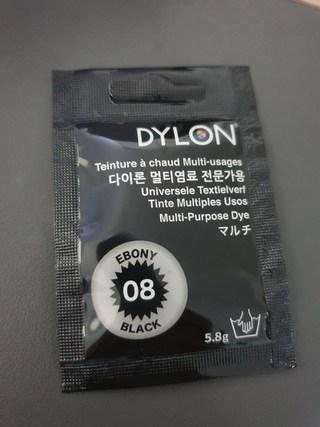 DYLON
Teinture à chaud Multi-usages
다이론 멀티염료 전문가용
Universele Textielverf
Tinte Multiples Usos
Multi-Purpose Dye
マルチ
EBONY
08
BLACK
5.8g